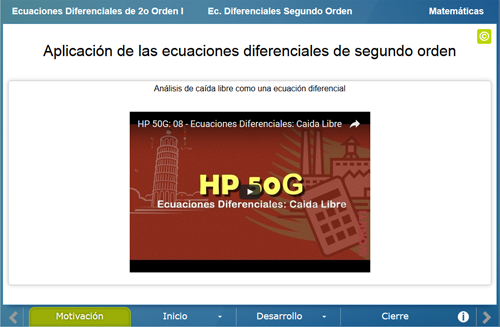 Ecuaciones Diferenciales de 2o Orden I
Ec. Diferenciales Segundo Orden
Matemáticas
Aplicación de las ecuaciones diferenciales de segundo orden
©
Análisis de caída libre como una ecuación diferencial
HP 50G: 08 - Ecuaciones Diferenciales: Caida Libre
HP 50G
Ecuaciones Diferenciales: Caida Libre
Motivación
Inicio
Desarrollo
Cierre
i